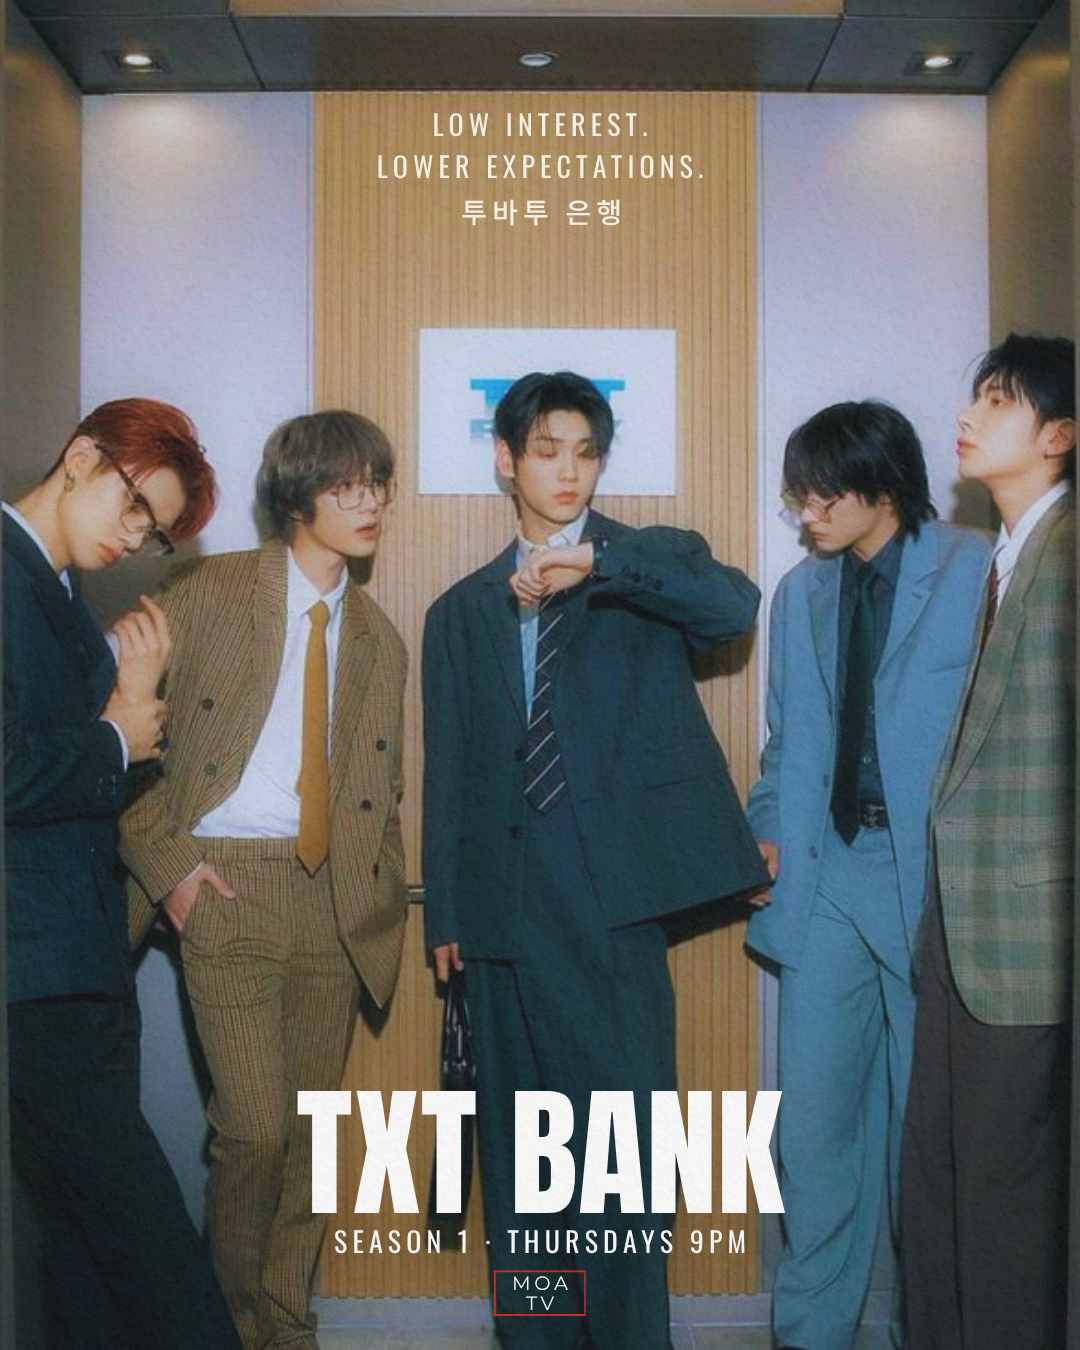 LOW INTEREST.
LOWER EXPECTATIONS.
투바투 은행
TXT BANK
SEASON 1 · THURSDAYS 9PM
MOA
TV